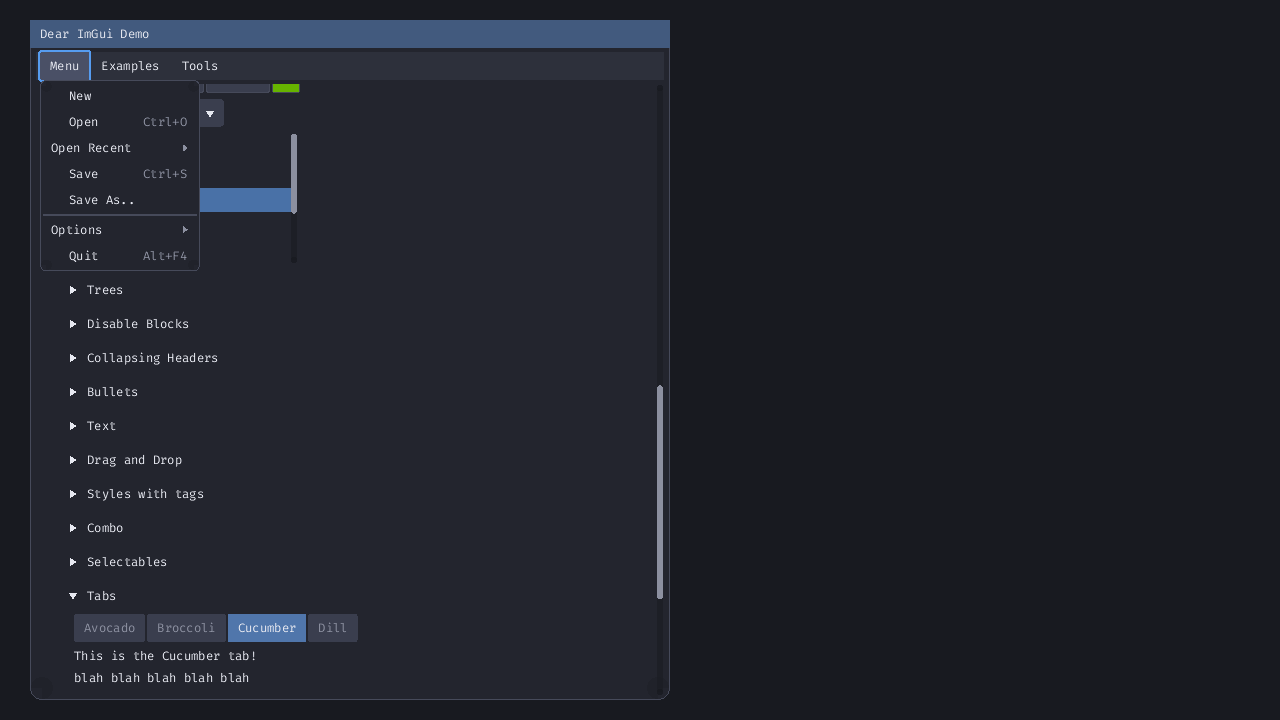 Dear ImGui Demo
Menu Examples Tools
New
Open Ctrl+O
Open Recent
Save Ctrl+S
Save As..
Options
Quit Alt+F4
Trees
Disable Blocks
Collapsing Headers
Bullets
Text
Drag and Drop
Styles with tags
Combo
Selectables
Tabs
Avocado Broccoli Cucumber Dill
This is the Cucumber tab!
blah blah blah blah blah